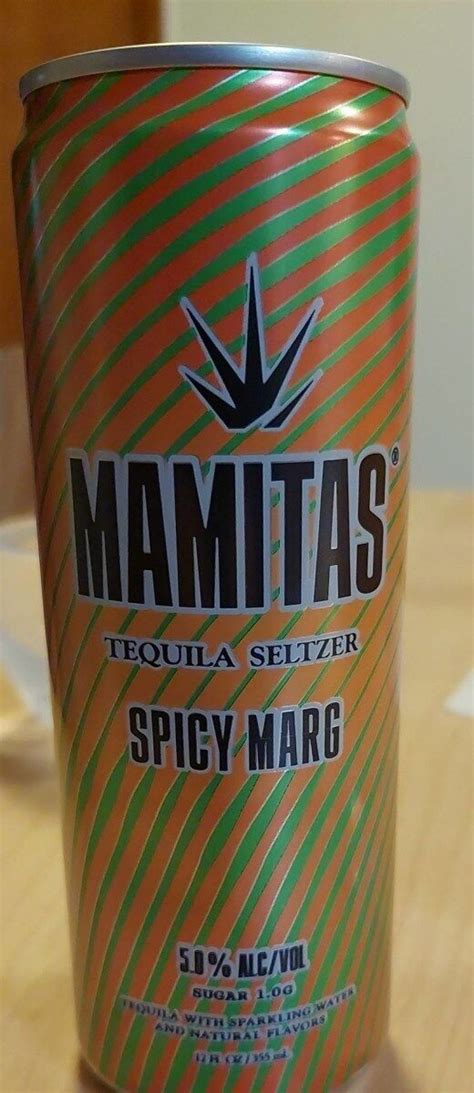 MAMITAS®
TEQUILA SELTZER
SPICY MARG
5.0% ALC/VOL
SUGAR 1.0G
TEQUILA WITH SPARKLING WATER
AND NATURAL FLAVORS
12 FL OZ / 355 mL